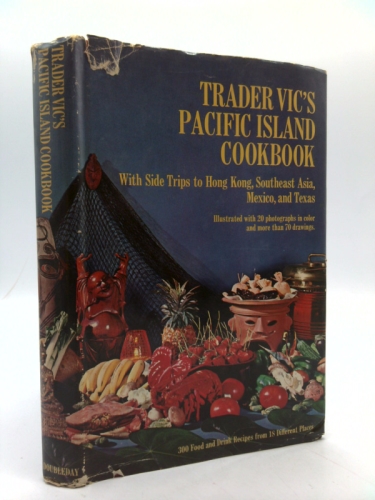 TRADER VIC'S
PACIFIC ISLAND COOKBOOK
DOUBLEDAY
TRADER VIC'S
PACIFIC ISLAND
COOKBOOK
With Side Trips to Hong Kong, Southeast Asia,
Mexico, and Texas
Illustrated with 20 photographs in color
and more than 70 drawings.
300 Food and Drink Recipes from 18 Different Places